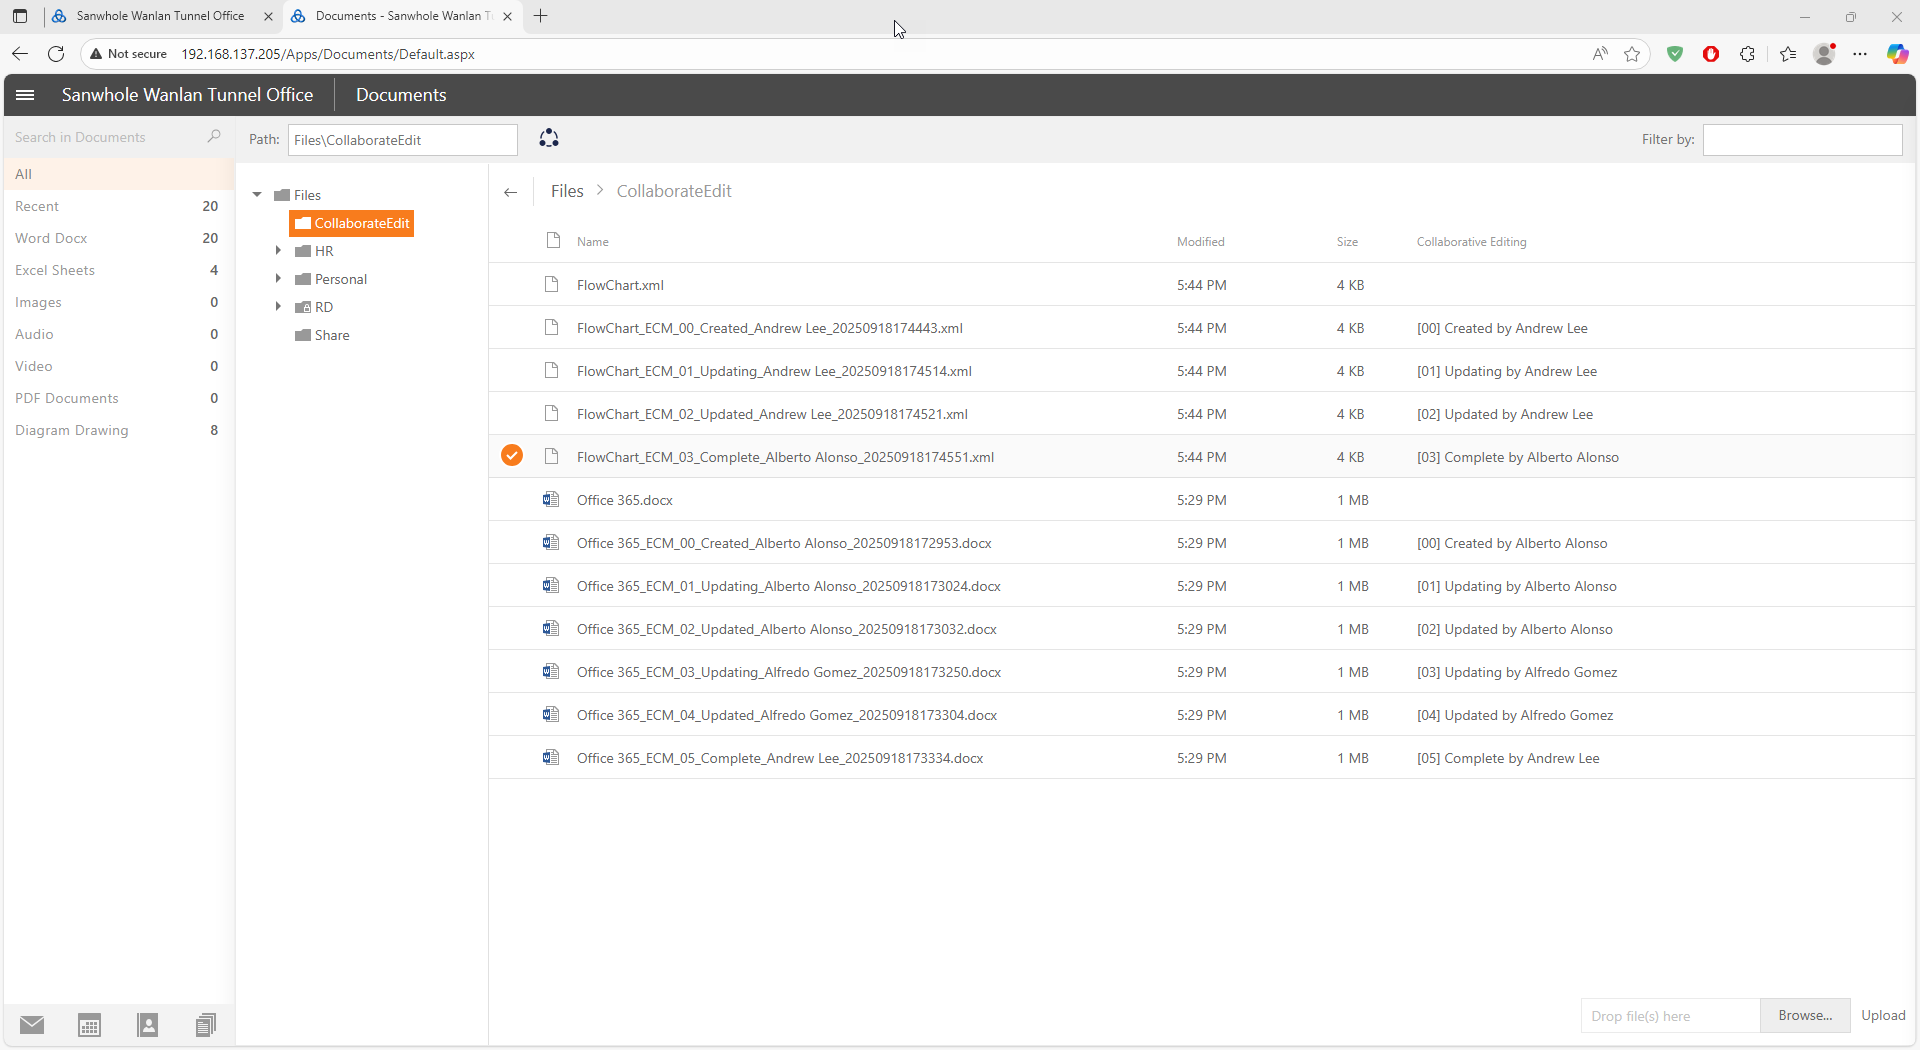 Sanwhole Wanlan Tunnel Office
Documents - Sanwhole Wanlan T
Not secure
192.168.137.205/Apps/Documents/Default.aspx
Sanwhole Wanlan Tunnel Office
Documents
Search in Documents
Path:
Files\CollaborateEdit
Filter by:
All
Recent 20
Word Docx 20
Excel Sheets 4
Images 0
Audio 0
Video 0
PDF Documents 0
Diagram Drawing 8
Files
CollaborateEdit
HR
Personal
RD
Share
Files > CollaborateEdit
Name Modified Size Collaborative Editing
FlowChart.xml 5:44 PM 4 KB
FlowChart_ECM_00_Created_Andrew Lee_20250918174443.xml 5:44 PM 4 KB [00] Created by Andrew Lee
FlowChart_ECM_01_Updating_Andrew Lee_20250918174514.xml 5:44 PM 4 KB [01] Updating by Andrew Lee
FlowChart_ECM_02_Updated_Andrew Lee_20250918174521.xml 5:44 PM 4 KB [02] Updated by Andrew Lee
FlowChart_ECM_03_Complete_Alberto Alonso_20250918174551.xml 5:44 PM 4 KB [03] Complete by Alberto Alonso
Office 365.docx 5:29 PM 1 MB
Office 365_ECM_00_Created_Alberto Alonso_20250918172953.docx 5:29 PM 1 MB [00] Created by Alberto Alonso
Office 365_ECM_01_Updating_Alberto Alonso_20250918173024.docx 5:29 PM 1 MB [01] Updating by Alberto Alonso
Office 365_ECM_02_Updated_Alberto Alonso_20250918173032.docx 5:29 PM 1 MB [02] Updated by Alberto Alonso
Office 365_ECM_03_Updating_Alfredo Gomez_20250918173250.docx 5:29 PM 1 MB [03] Updating by Alfredo Gomez
Office 365_ECM_04_Updated_Alfredo Gomez_20250918173304.docx 5:29 PM 1 MB [04] Updated by Alfredo Gomez
Office 365_ECM_05_Complete_Andrew Lee_20250918173334.docx 5:29 PM 1 MB [05] Complete by Andrew Lee
Drop file(s) here
Browse...
Upload